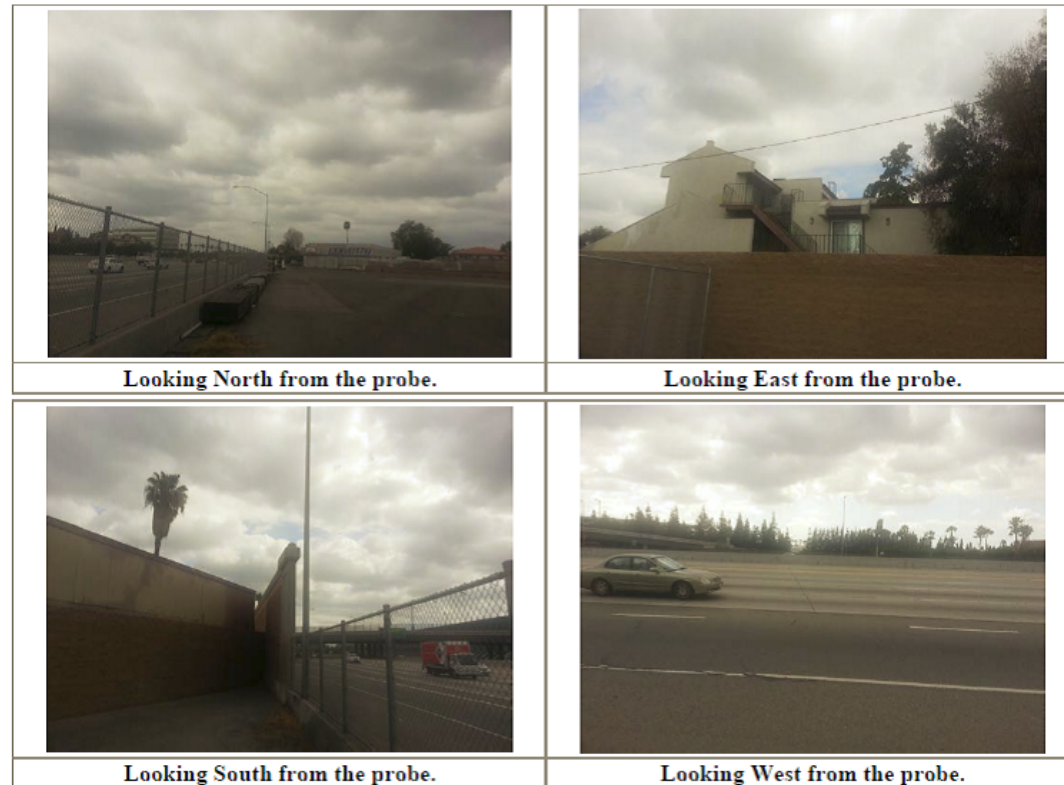 Looking North from the probe.
Looking East from the probe.
Looking South from the probe.
Looking West from the probe.